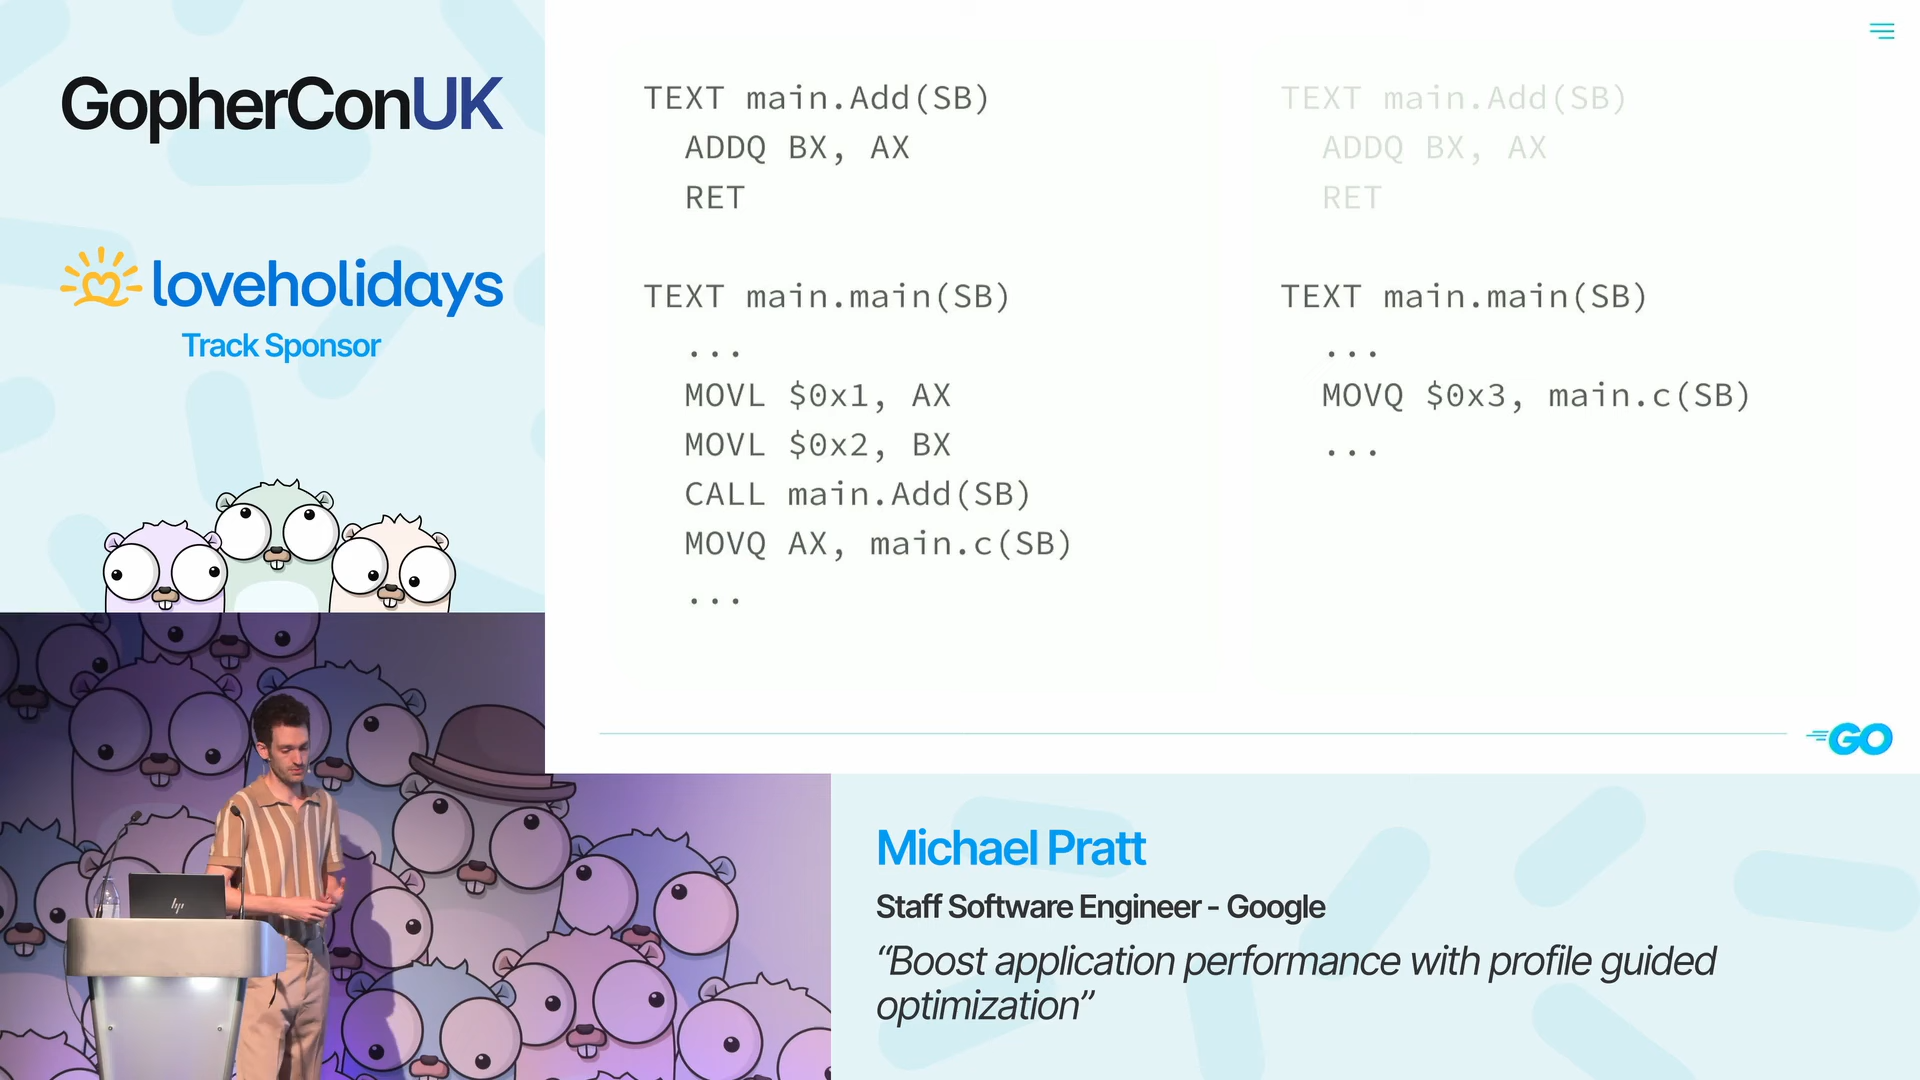 GopherConUK
loveholidays
Track Sponsor
TEXT main.Add(SB)
ADDQ BX, AX
RET
TEXT main.main(SB)
...
MOVL $0x1, AX
MOVL $0x2, BX
CALL main.Add(SB)
MOVQ AX, main.c(SB)
...
TEXT main.Add(SB)
ADDQ BX, AX
RET
TEXT main.main(SB)
...
MOVQ $0x3, main.c(SB)
...
GO
hp
Michael Pratt
Staff Software Engineer - Google
“Boost application performance with profile guided
optimization”